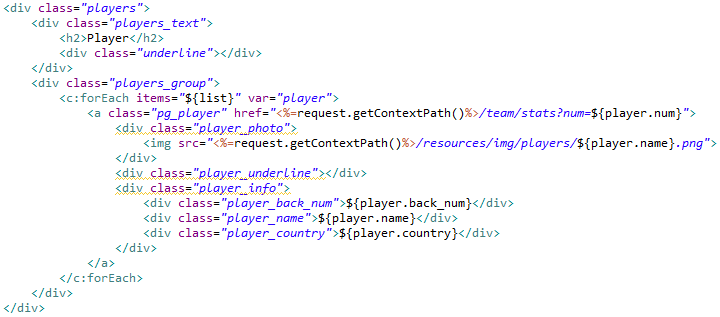 <div class="players">
    <div class="players_text">
        <h2>Player</h2>
        <div class="underline"></div>
    </div>
    <div class="players_group">
        <c:forEach items="${list}" var="player">
            <a class="pg_player" href="<%=request.getContextPath()%>/team/stats?num=${player.num}">
                <div class="player_photo">
                    <img src="<%=request.getContextPath()%>/resources/img/players/${player.name}.png">
                </div>
                <div class="player_underline"></div>
                <div class="player_info">
                    <div class="player_back_num">${player.back_num}</div>
                    <div class="player_name">${player.name}</div>
                    <div class="player_country">${player.country}</div>
                </div>
            </a>
        </c:forEach>
    </div>
</div>